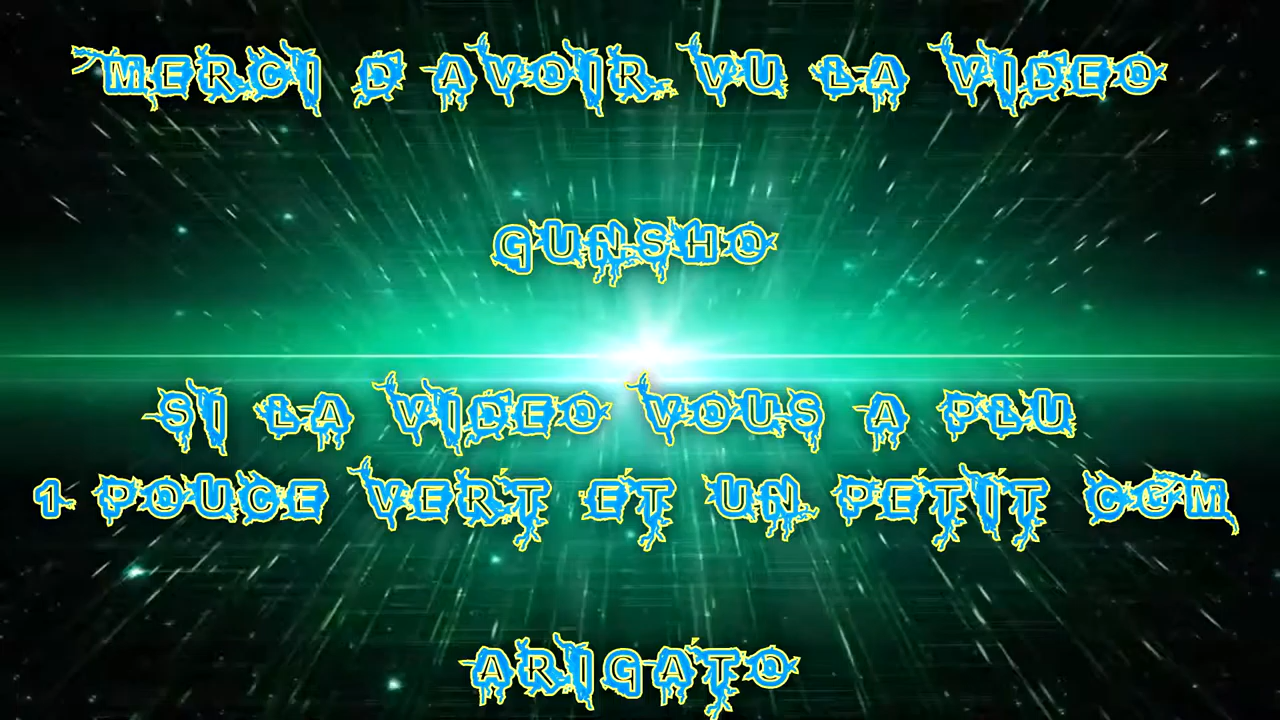 MERCI D AVOIR VU LA VIDEO
GUNSHO
SI LA VIDEO VOUS A PLU
1 POUCE VERT ET UN PETIT COM
ARIGATO